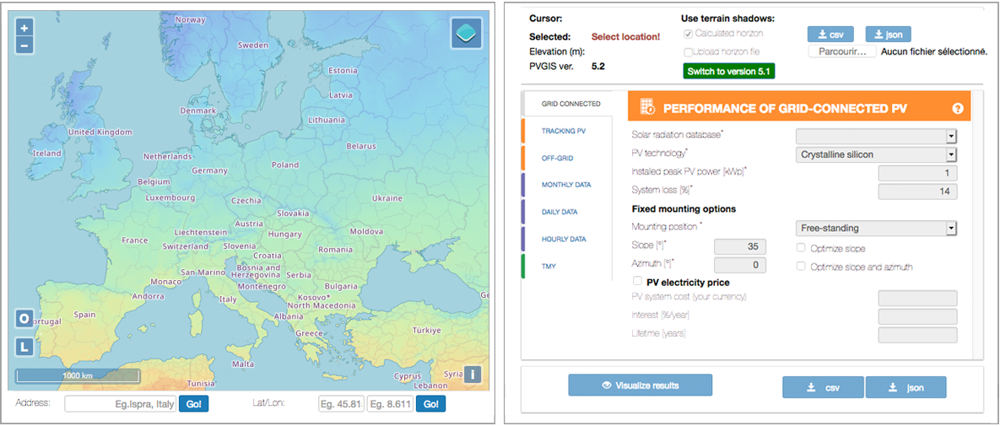 +
−
Norway
Sweden
Estonia
Latvia
Denmark
Lithuania
United Kingdom
Belarus
Ireland
Netherlands
Poland
Germany
Belgium
Luxembourg
Czechia
Ukraine
Slovakia
Austria
Liechtenstein
Hungary
Moldova
France
Switzerland
Slovenia
Romania
Croatia
San Marino
Bosnia and
Herzegovina
Serbia
Monaco
Montenegro
Bulgaria
Andorra
Italy
Kosovo*
Ge
North Macedonia
Spain
Albania
O
ortugal
Greece
Türkiye
L
Malta
1000 km
Tunisia
Cyprus
Syria
I
Lebanon
Address:
Eg.Ispra, Italy
Go!
Lat/Lon:
Eg. 45.81
Eg. 8.611
Go!
Cursor:
Use terrain shadows:
Selected: Select location!
Calculated horizon
csv
json
Elevation (m):
Upload horizon file
Parcourir...
Aucun fichier sélectionné.
PVGIS ver. 5.2
Switch to version 5.1
GRID CONNECTED
TRACKING PV
OFF-GRID
MONTHLY DATA
DAILY DATA
HOURLY DATA
TMY
PERFORMANCE OF GRID-CONNECTED PV
?
Solar radiation database*
PV technology* Crystalline silicon
Instaled peak PV power [kWp]* 1
System loss [%]* 14
Fixed mounting options
Mounting position * Free-standing
Slope [°]* 35 Optimize slope
Azimuth [°]* 0 Optimize slope and azimuth
PV electricity price
PV system cost (your currency)
Interest [%/year]
Lifetime [years]
Visualize results
csv
json